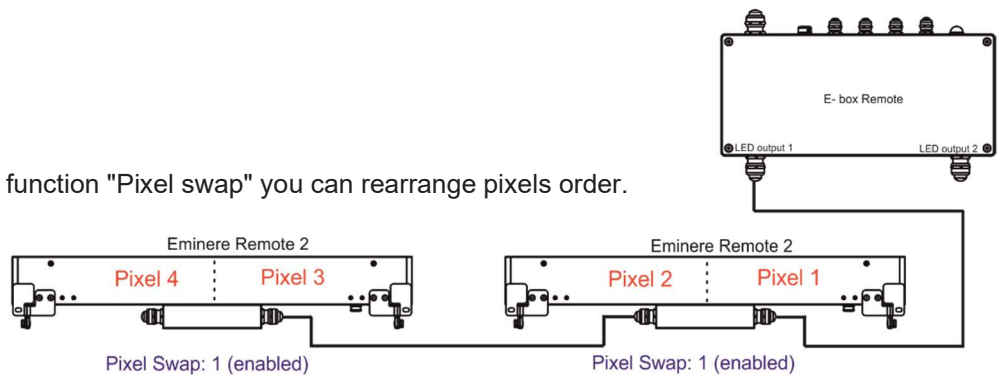 E- box Remote
LED output 1
LED output 2
function "Pixel swap" you can rearrange pixels order.
Eminere Remote 2
Eminere Remote 2
Pixel 4
Pixel 3
Pixel 2
Pixel 1
Pixel Swap: 1 (enabled)
Pixel Swap: 1 (enabled)